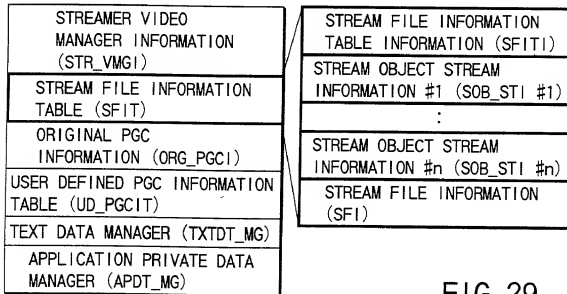 STREAMER VIDEO
MANAGER INFORMATION
(STR_VMGI)
STREAM FILE INFORMATION
TABLE (SFIT)
ORIGINAL PGC
INFORMATION (ORG_PGCI)
USER DEFINED PGC INFORMATION
TABLE (UD_PGCIT)
TEXT DATA MANAGER (TXTDT_MG)
APPLICATION PRIVATE DATA
MANAGER (APDT_MG)
STREAM FILE INFORMATION
TABLE INFORMATION (SFITI)
STREAM OBJECT STREAM
INFORMATION #1 (SOB_STI #1)
:
STREAM OBJECT STREAM
INFORMATION #n (SOB_STI #n)
STREAM FILE INFORMATION
(SFI)
FIG. 29